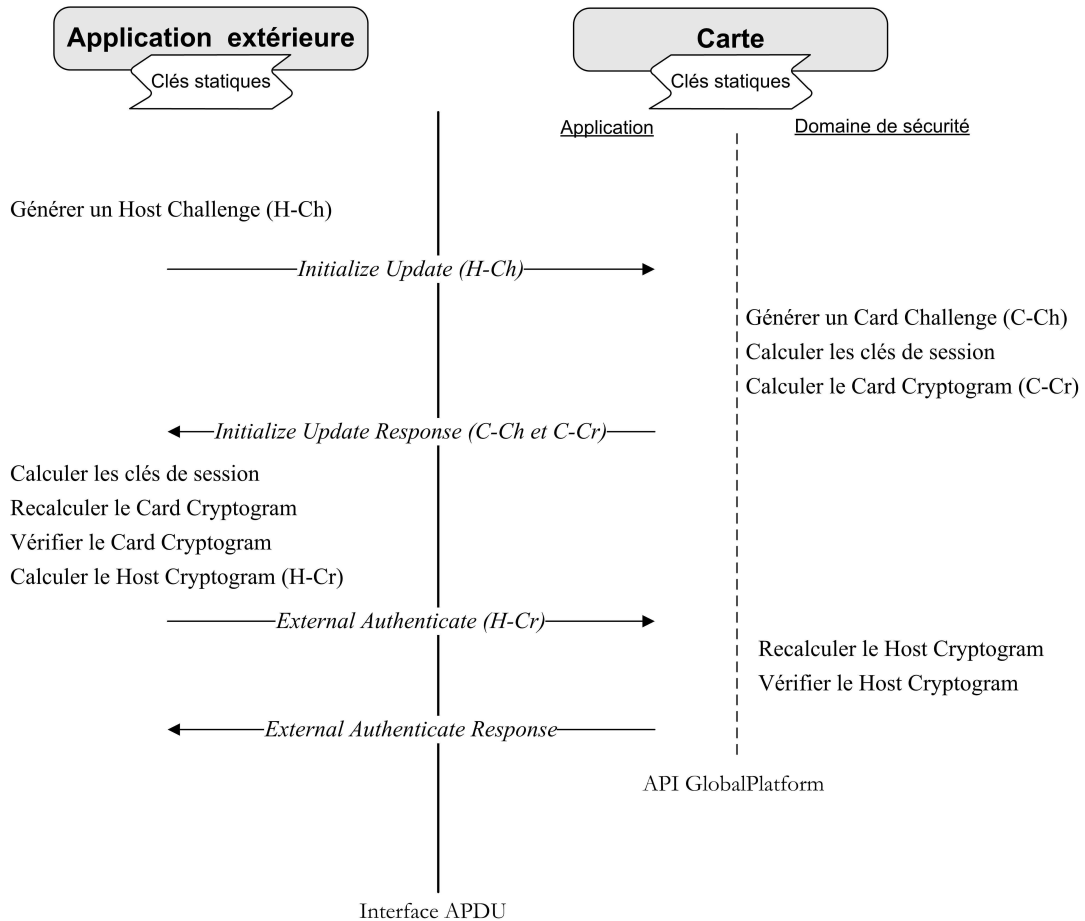 Application extérieure
Clés statiques
Carte
Clés statiques
Application
Domaine de sécurité
Générer un Host Challenge (H-Ch)
Initialize Update (H-Ch)
Générer un Card Challenge (C-Ch)
Calculer les clés de session
Calculer le Card Cryptogram (C-Cr)
Initialize Update Response (C-Ch et C-Cr)
Calculer les clés de session
Recalculer le Card Cryptogram
Vérifier le Card Cryptogram
Calculer le Host Cryptogram (H-Cr)
External Authenticate (H-Cr)
Recalculer le Host Cryptogram
Vérifier le Host Cryptogram
External Authenticate Response
API GlobalPlatform
Interface APDU